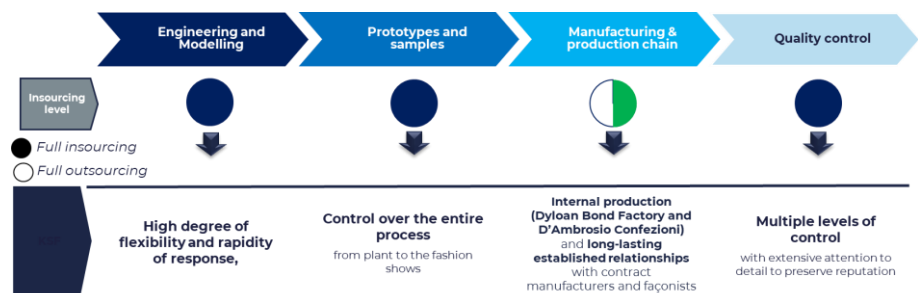 Engineering and
Modelling
Prototypes and
samples
Manufacturing &
production chain
Quality control
Insourcing
level
Full insourcing
Full outsourcing
High degree of
flexibility and rapidity
of response,
Control over the entire
process
from plant to the fashion
shows
Internal production
(Dyloan Bond Factory and
D'Ambrosio Confezioni)
and long-lasting
established relationships
with contract
manufacturers and façonists
Multiple levels of
control
with extensive attention to
detail to preserve reputation